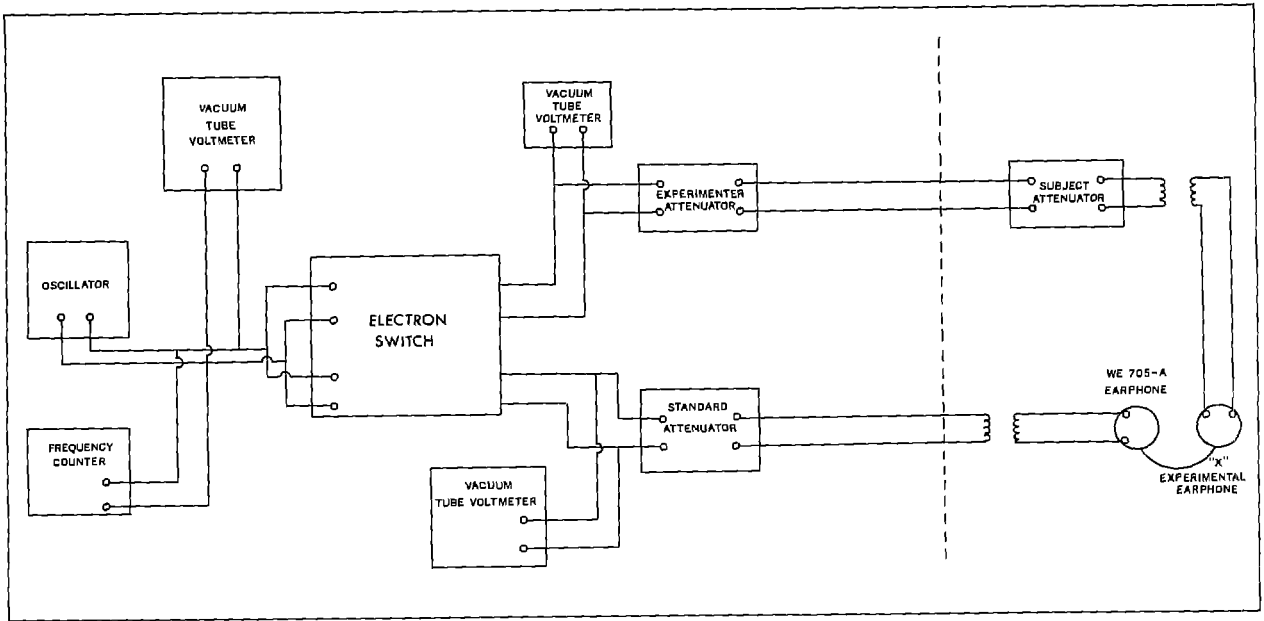 VACUUM
TUBE
VOLTMETER
VACUUM
TUBE
VOLTMETER
EXPERIMENTER
ATTENUATOR
SUBJECT
ATTENUATOR
OSCILLATOR
ELECTRON
SWITCH
WE 705-A
EARPHONE
STANDARD
ATTENUATOR
FREQUENCY
COUNTER
VACUUM
TUBE VOLTMETER
"X"
EXPERIMENTAL
EARPHONE